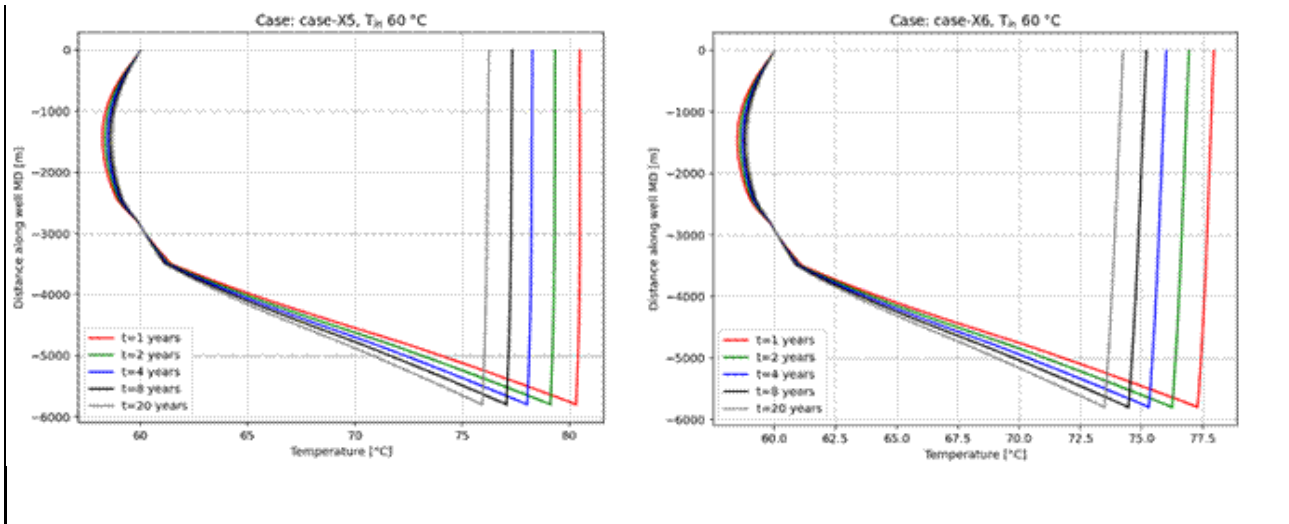 Case: case-X5, Tin 60 °C
0
−1000
−2000
−3000
−4000
−5000
−6000
Distance along well MD [m]
t=1 years
t=2 years
t=4 years
t=8 years
t=20 years
60 65 70 75 80
Temperature [°C]
Case: case-X6, Tin 60 °C
0
−1000
−2000
−3000
−4000
−5000
−6000
Distance along well MD [m]
t=1 years
t=2 years
t=4 years
t=8 years
t=20 years
60.0 62.5 65.0 67.5 70.0 72.5 75.0 77.5
Temperature [°C]